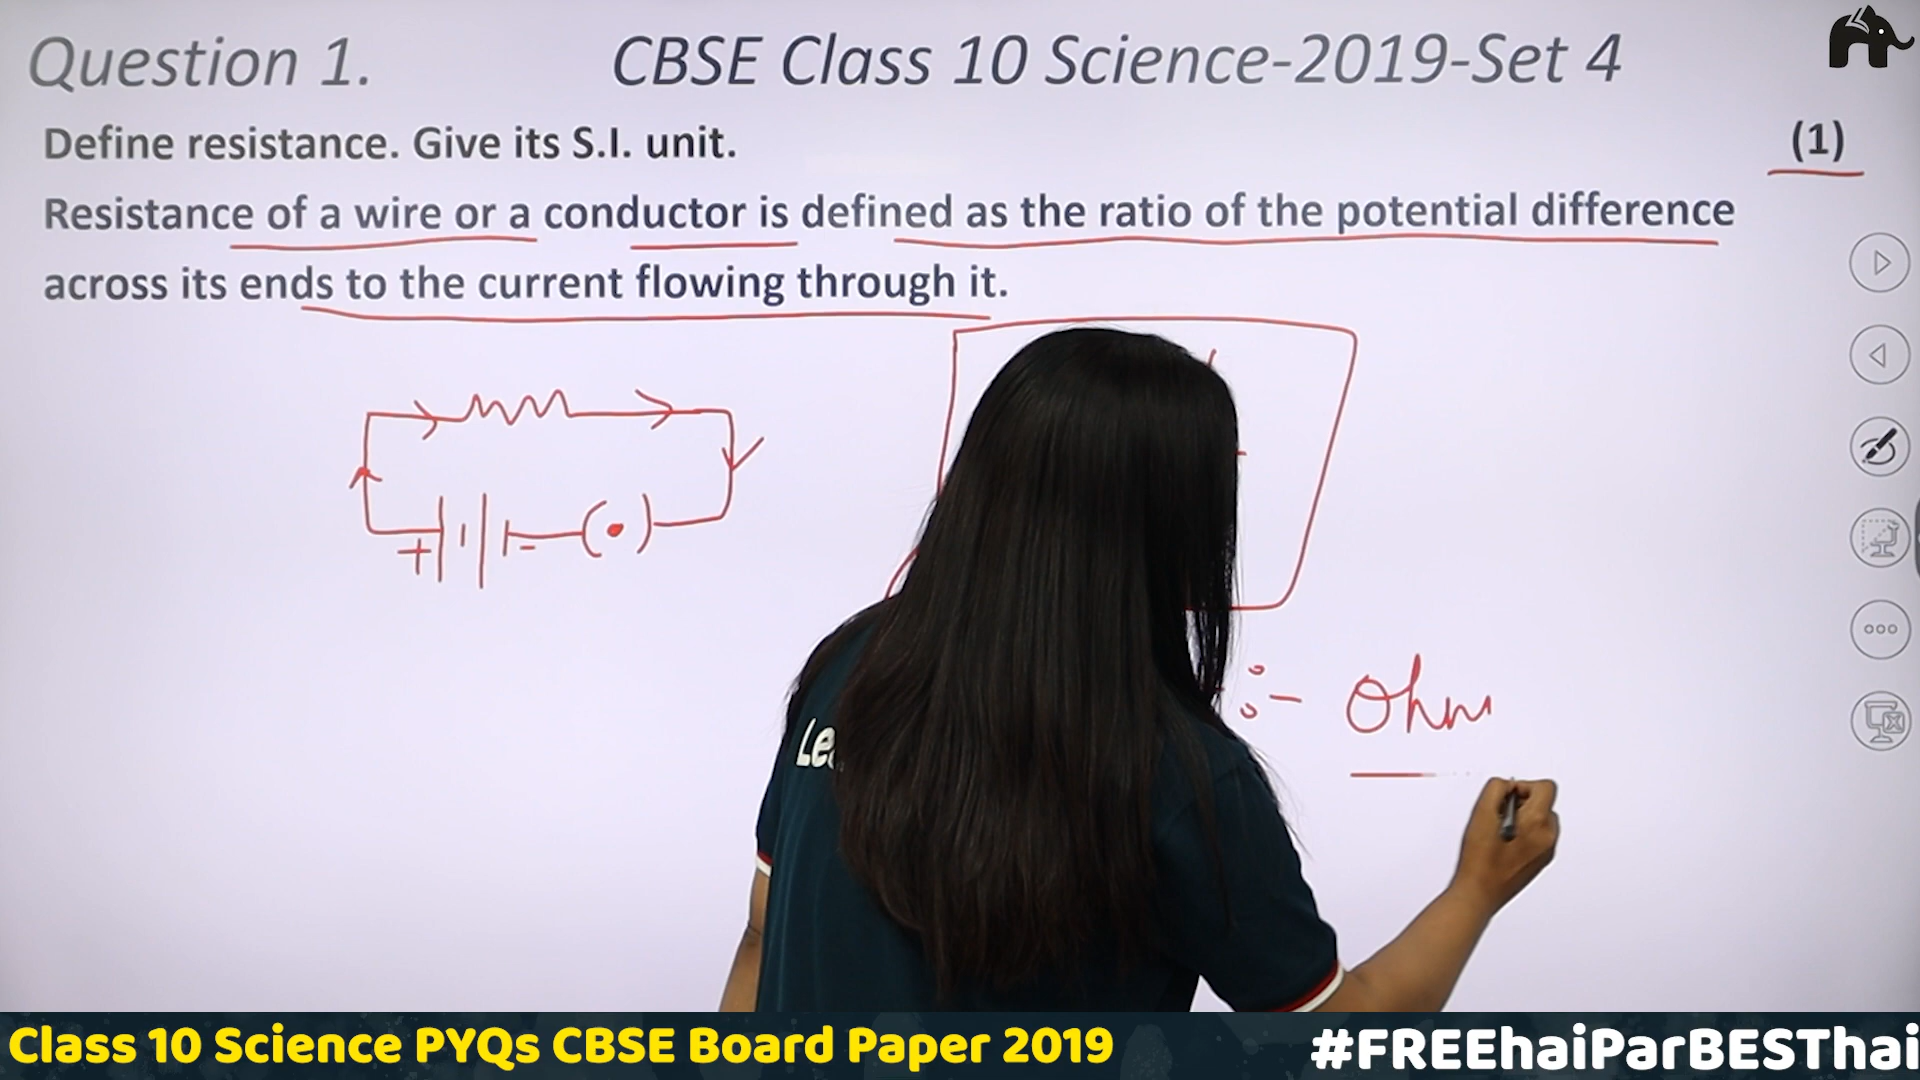 Question 1.
CBSE Class 10 Science-2019-Set 4
Define resistance. Give its S.I. unit.
(1)
Resistance of a wire or a conductor is defined as the ratio of the potential difference
across its ends to the current flowing through it.
+ -
:- Ohm
Class 10 Science PYQs CBSE Board Paper 2019
#FREEhaiParBESThai